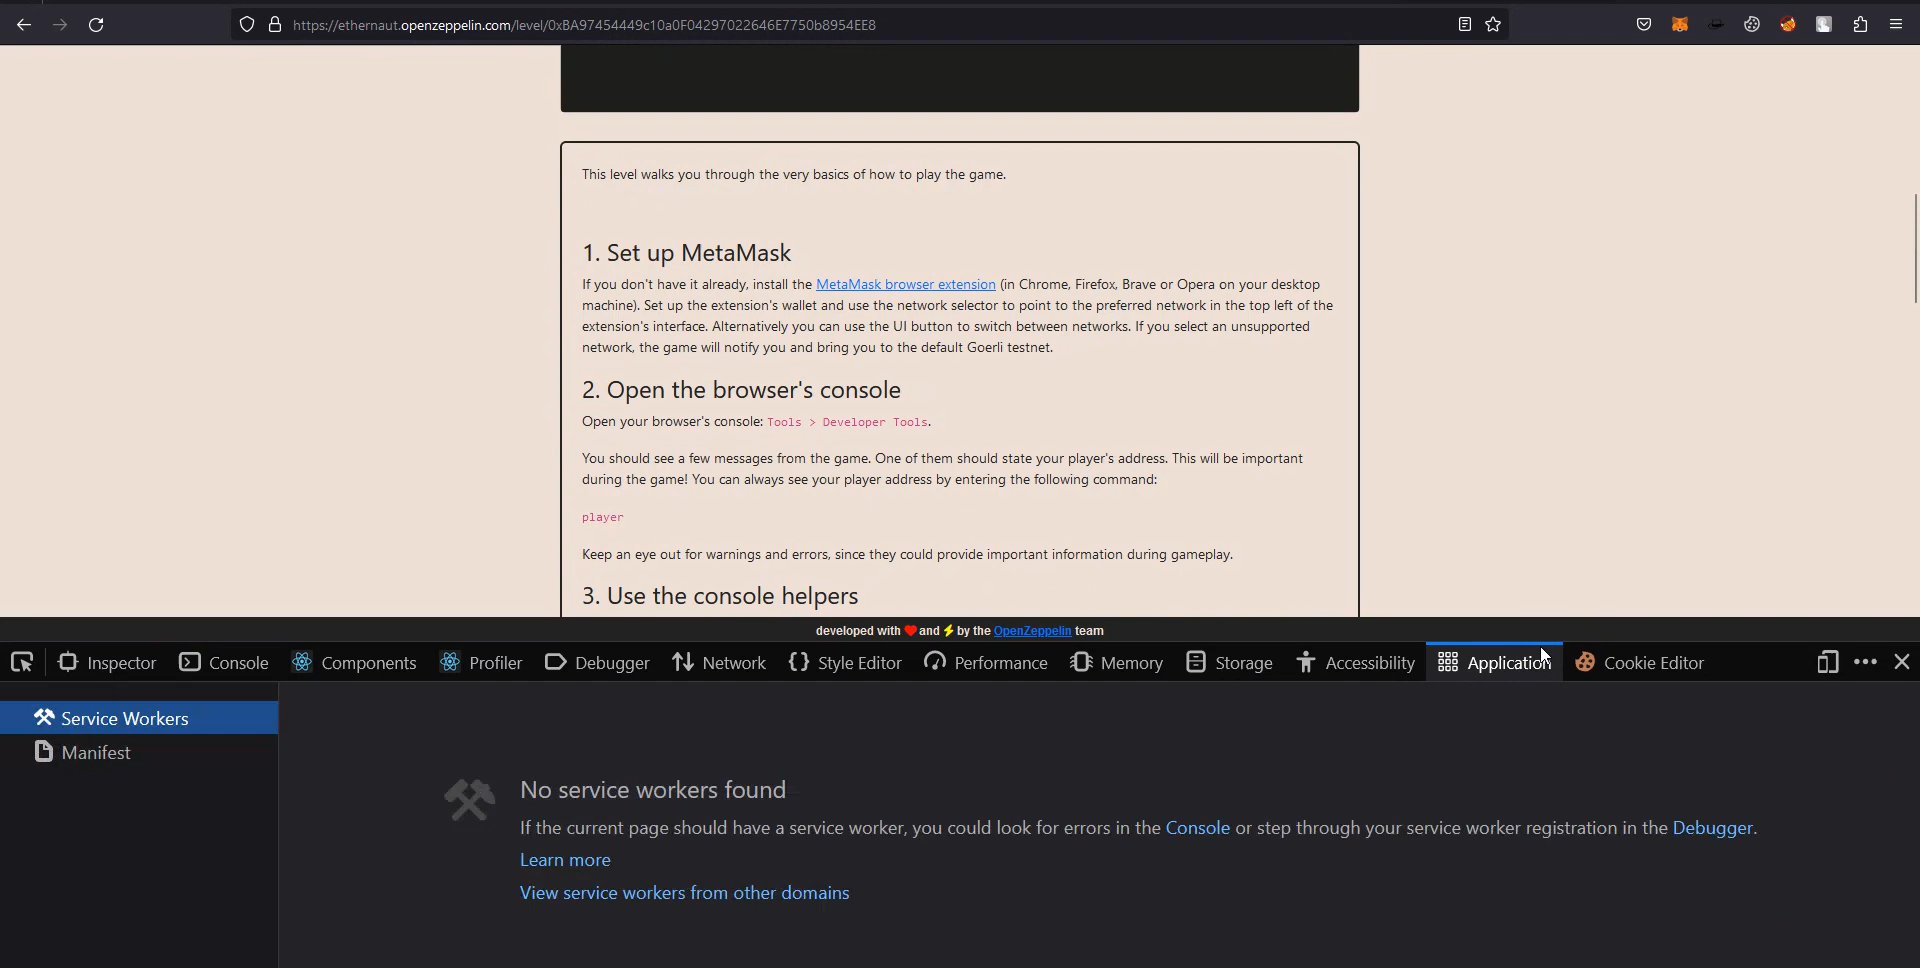 https://ethernaut.openzeppelin.com/level/0xBA97454449c10a0F04297022646E7750b8954EE8
This level walks you through the very basics of how to play the game.
1. Set up MetaMask
If you don't have it already, install the MetaMask browser extension (in Chrome, Firefox, Brave or Opera on your desktop
machine). Set up the extension's wallet and use the network selector to point to the preferred network in the top left of the
extension's interface. Alternatively you can use the UI button to switch between networks. If you select an unsupported
network, the game will notify you and bring you to the default Goerli testnet.
2. Open the browser's console
Open your browser's console: Tools > Developer Tools.
You should see a few messages from the game. One of them should state your player's address. This will be important
during the game! You can always see your player address by entering the following command:
player
Keep an eye out for warnings and errors, since they could provide important information during gameplay.
3. Use the console helpers
developed with ❤️ and ⚡ by the OpenZeppelin team
Inspector Console Components Profiler Debugger Network Style Editor Performance Memory Storage Accessibility Application Cookie Editor
Service Workers
Manifest
No service workers found
If the current page should have a service worker, you could look for errors in the Console or step through your service worker registration in the Debugger.
Learn more
View service workers from other domains